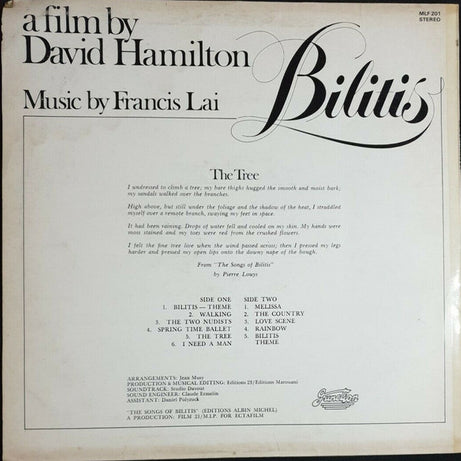 a film by
David Hamilton
Music by Francis Lai
Bilitis
MLF 201
STEREO
The Tree
I undressed to climb a tree; my bare thighs hugged the smooth and moist bark;
my sandals walked over the branches.
High above, but still under the foliage and the shadow of the heat, I straddled
myself over a remote branch, swaying my feet in space.
It had been raining. Drops of water fell and cooled on my skin. My hands were
moss stained and my toes were red from the crushed flowers.
I felt the fine tree love when the wind passed across; then I pressed my legs
harder and pressed my open lips onto the downy nape of the bough.
From "The Songs of Bilitis"
by Pierre Louys
SIDE ONE
1. BILITIS — THEME
2. WALKING
3. THE TWO NUDISTS
4. SPRING TIME BALLET
5. THE TREE
6. I NEED A MAN
SIDE TWO
1. MELISSA
2. THE COUNTRY
3. LOVE SCENE
4. RAINBOW
5. BILITIS
THEME
ARRANGEMENTS: Jean Musy
PRODUCTION & MUSICAL EDITING: Editions 23/Editions Marouani
SOUNDTRACK: Studio Davout
SOUND ENGINEER: Claude Ermelin
ASSISTANT: Daniel Polyuick
"THE SONGS OF BILITIS" (EDITIONS ALBIN MICHEL)
A PRODUCTION: FILM 21/M.I.P. FOR ECTAFILM